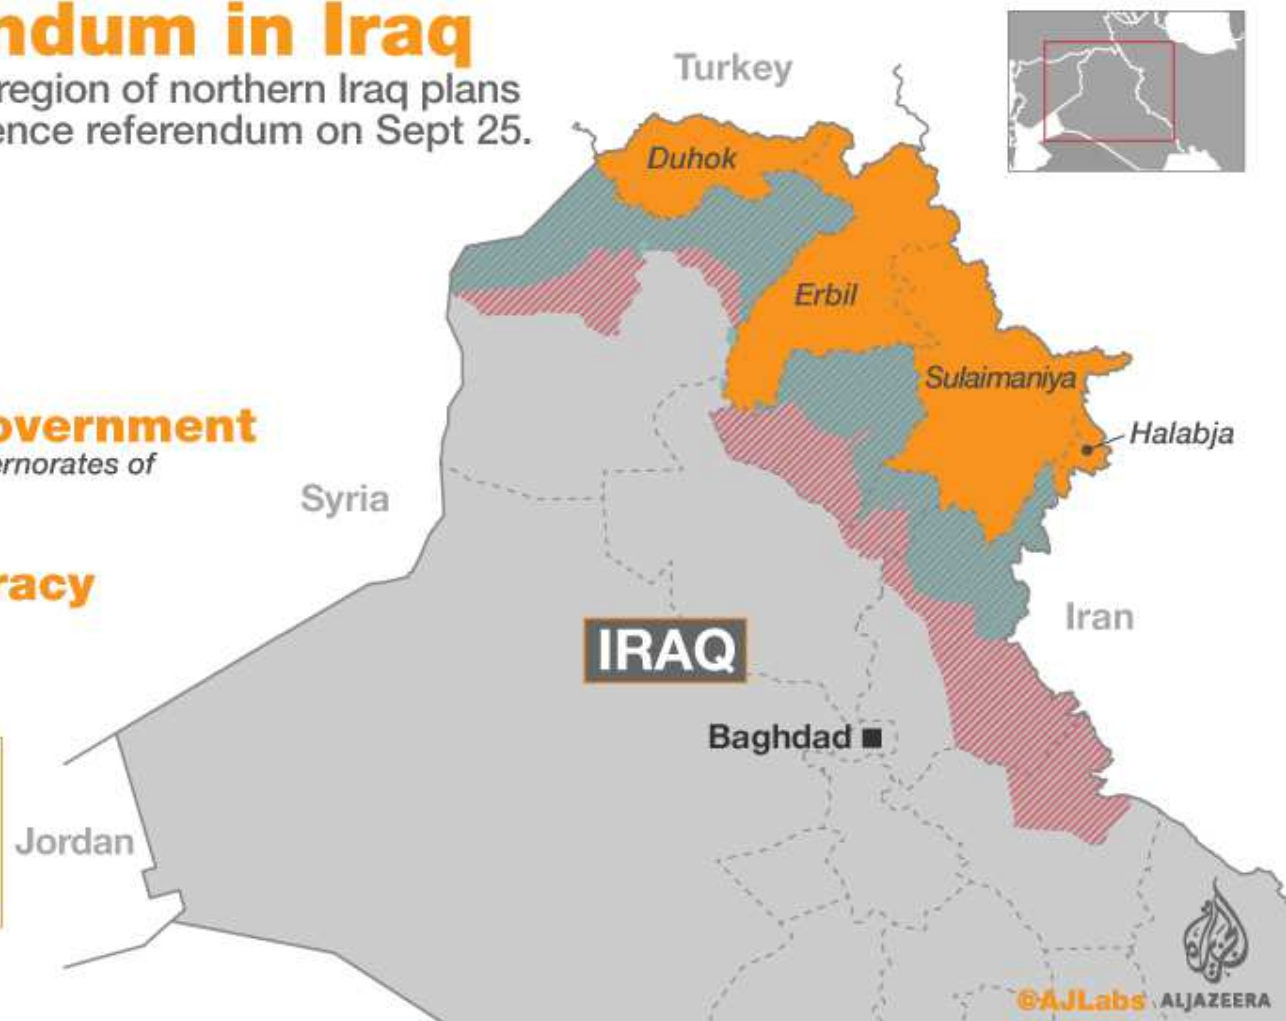 ndum in Iraq
region of northern Iraq plans
ence referendum on Sept 25.
Turkey
Duhok
Erbil
Sulaimaniya
Halabja
overnment
ernorates of
Syria
racy
Iran
IRAQ
Baghdad
Jordan
@AJLabs ALJAZEERA